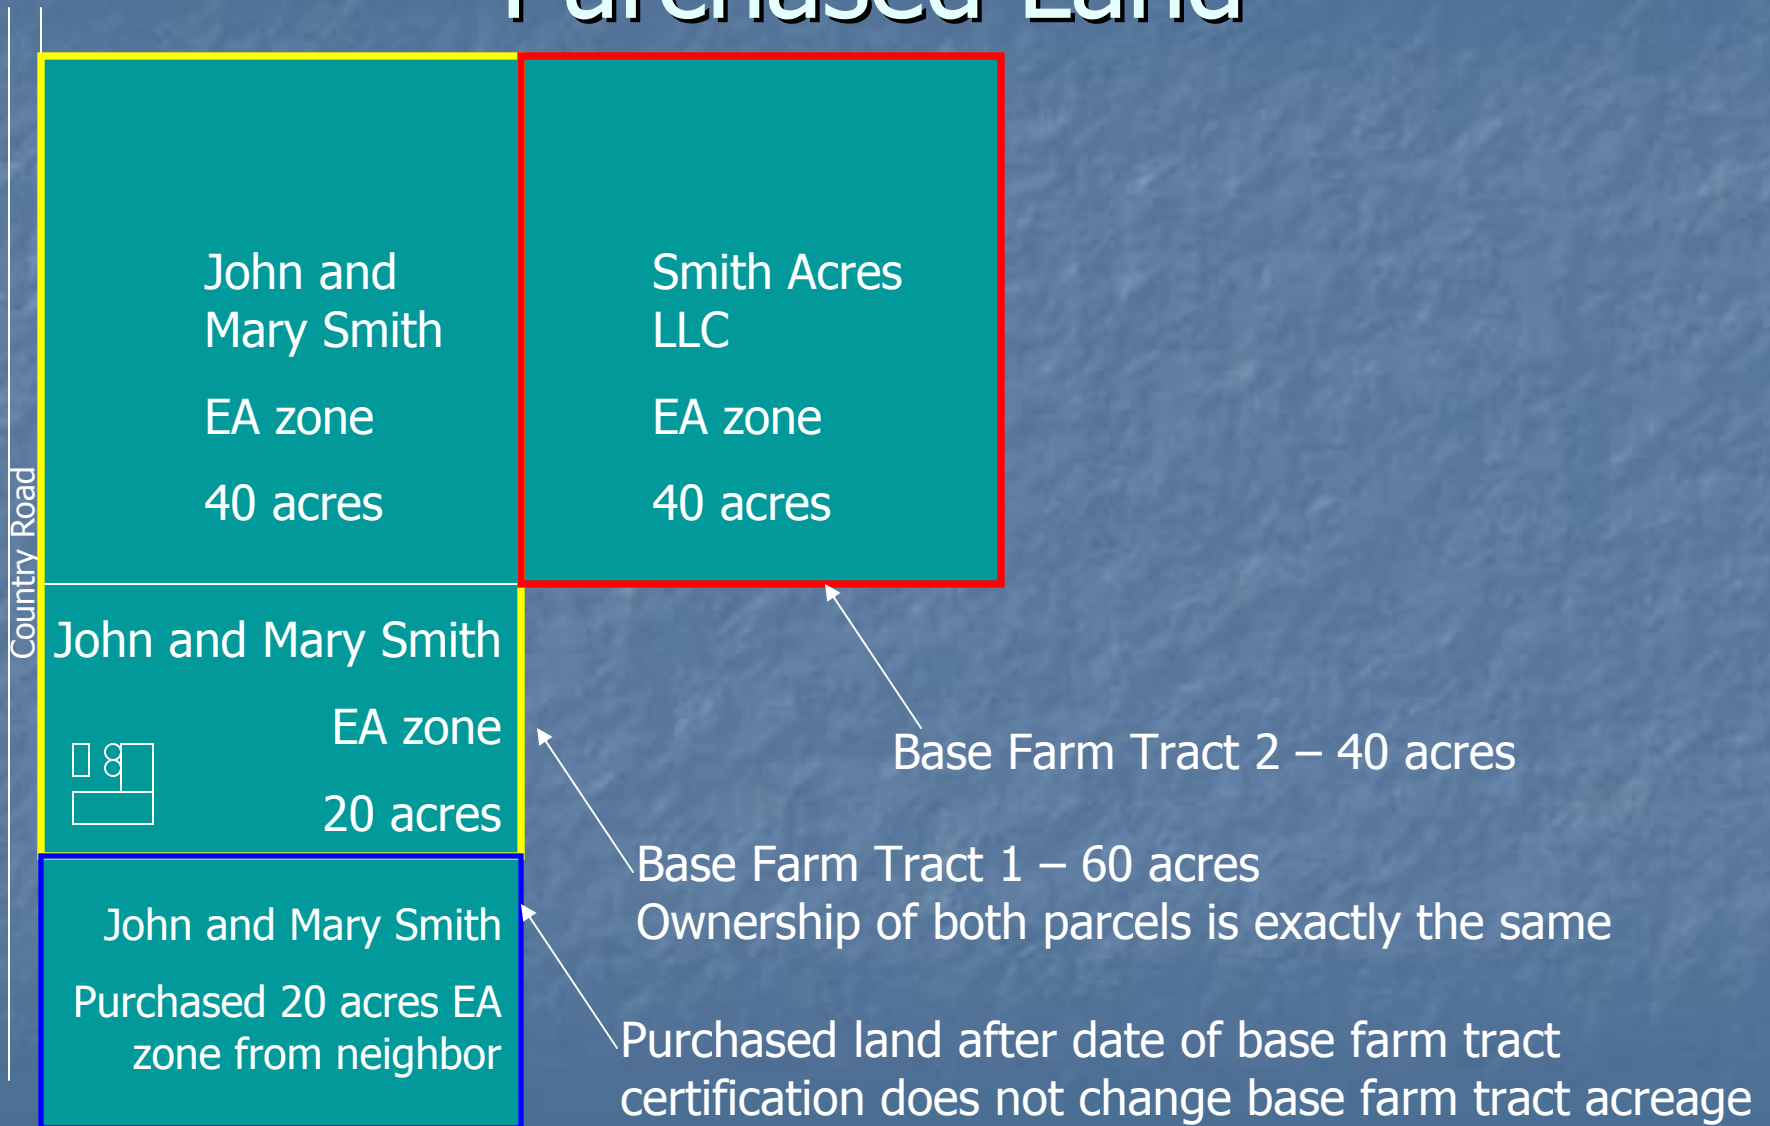 Purchased Land
John and
Mary Smith
EA zone
40 acres
Smith Acres
LLC
EA zone
40 acres
Country Road
John and Mary Smith
EA zone
20 acres
Base Farm Tract 2 – 40 acres
Base Farm Tract 1 – 60 acres
Ownership of both parcels is exactly the same
John and Mary Smith
Purchased 20 acres EA
zone from neighbor
Purchased land after date of base farm tract
certification does not change base farm tract acreage